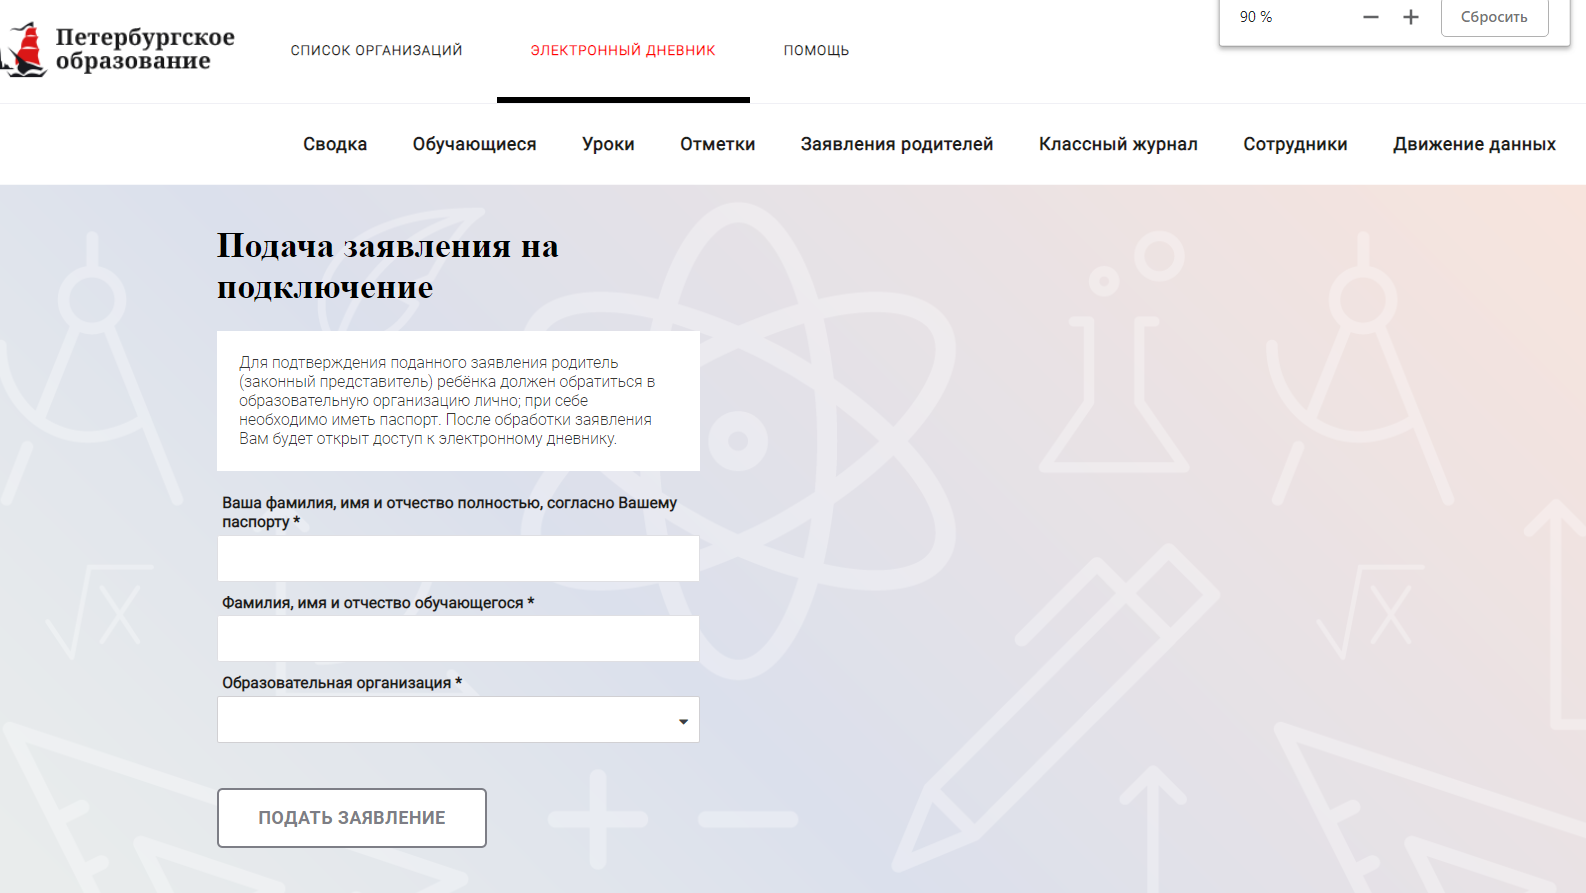 Петербургское
образование
СПИСОК ОРГАНИЗАЦИЙ
ЭЛЕКТРОННЫЙ ДНЕВНИК
ПОМОЩЬ
90 %
Сбросить
Сводка
Обучающиеся
Уроки
Отметки
Заявления родителей
Классный журнал
Сотрудники
Движение данных
Подача заявления на
подключение
Для подтверждения поданного заявления родитель
(законный представитель) ребёнка должен обратиться в
образовательную организацию лично; при себе
необходимо иметь паспорт. После обработки заявления
Вам будет открыт доступ к электронному дневнику.
Ваша фамилия, имя и отчество полностью, согласно Вашему
паспорту *
Фамилия, имя и отчество обучающегося *
Образовательная организация *
ПОДАТЬ ЗАЯВЛЕНИЕ